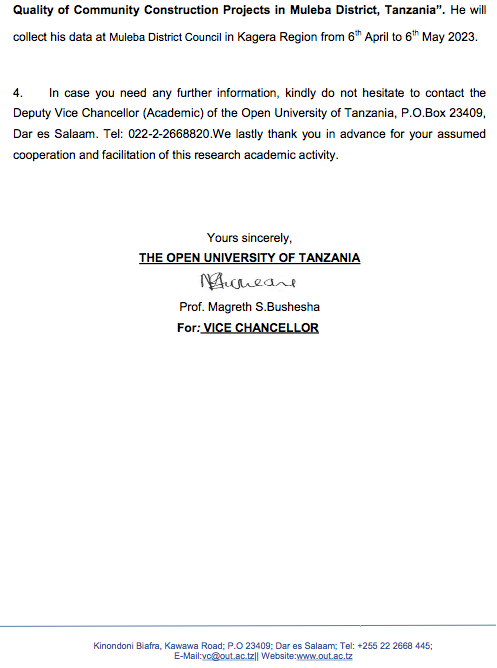 Quality of Community Construction Projects in Muleba District, Tanzania”. He will
collect his data at Muleba District Council in Kagera Region from 6th April to 6th May 2023.
4. In case you need any further information, kindly do not hesitate to contact the
Deputy Vice Chancellor (Academic) of the Open University of Tanzania, P.O.Box 23409,
Dar es Salaam. Tel: 022-2-2668820.We lastly thank you in advance for your assumed
cooperation and facilitation of this research academic activity.
Yours sincerely,
THE OPEN UNIVERSITY OF TANZANIA
Prof. Magreth S.Bushesha
For: VICE CHANCELLOR
Kinondoni Biafra, Kawawa Road; P.O 23409; Dar es Salaam; Tel: +255 22 2668 445;
E-Mail:vc@out.ac.tz|| Website:www.out.ac.tz